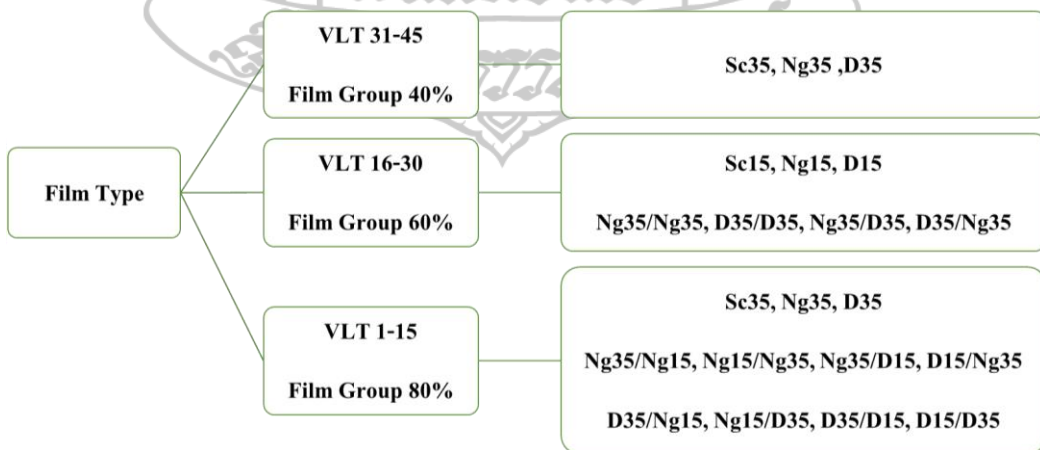 Film Type
VLT 31-45
Film Group 40%
Sc35, Ng35 ,D35
VLT 16-30
Film Group 60%
Sc15, Ng15, D15
Ng35/Ng35, D35/D35, Ng35/D35, D35/Ng35
VLT 1-15
Film Group 80%
Sc35, Ng35, D35
Ng35/Ng15, Ng15/Ng35, Ng35/D15, D15/Ng35
D35/Ng15, Ng15/D35, D35/D15, D15/D35